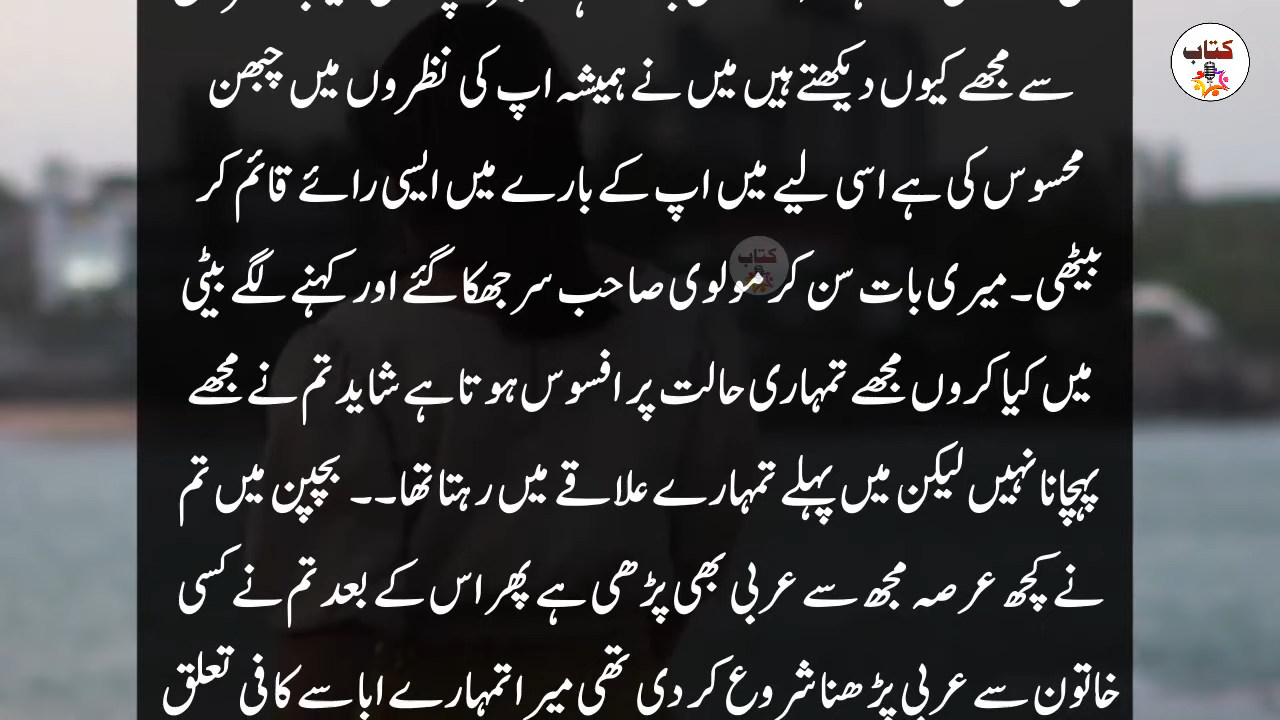 سے مجھے کیوں دیکھتے ہیں میں نے ہمیشہ اپ کی نظروں میں چبھن
محسوس کی ہے اسی لیے میں اپ کے بارے میں ایسی رائے قائم کر
بیٹھی۔ میری بات سن کر مولوی صاحب سر جھکا گئے اور کہنے لگے بیٹی
میں کیا کروں مجھے تمہاری حالت پر افسوس ہوتا ہے شاید تم نے مجھے
پہچانا نہیں لیکن میں پہلے تمہارے علاقے میں رہتا تھا۔۔ بچپن میں تم
نے کچھ عرصہ مجھ سے عربی بھی پڑھی ہے پھر اس کے بعد تم نے کسی
خاتون سے عربی پڑھنا شروع کر دی تھی میرا تمہارے ابا سے کافی تعلق
کتاب
کتاب